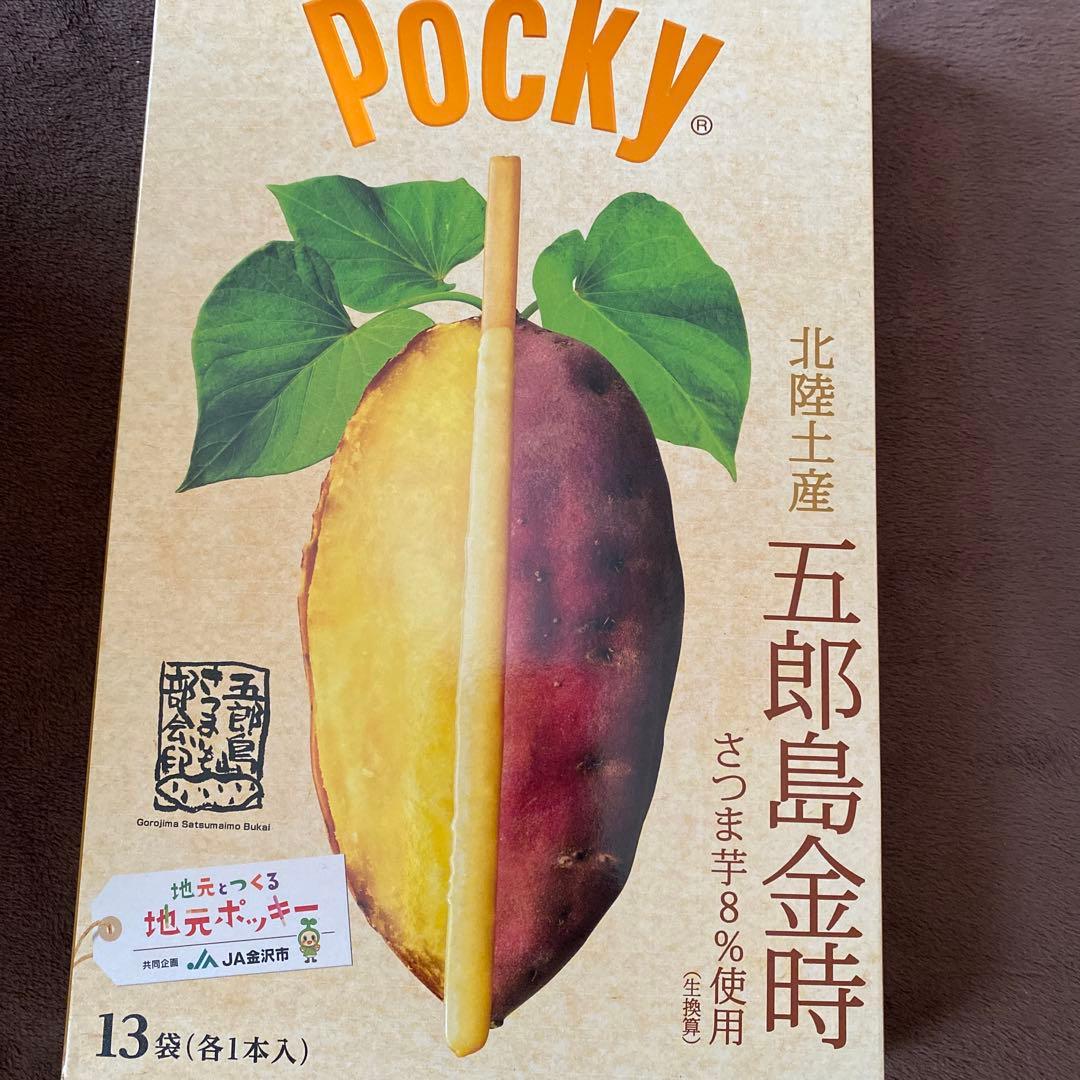 Pocky®
北陸土産
五郎島金時
さつま芋8%使用
(生換算)
五郎島
さつまいも
部会印
Gorojima Satsumaimo Bukai
地元とつくる
地元ポッキー
共同企画 JA金沢市
13袋(各1本入)